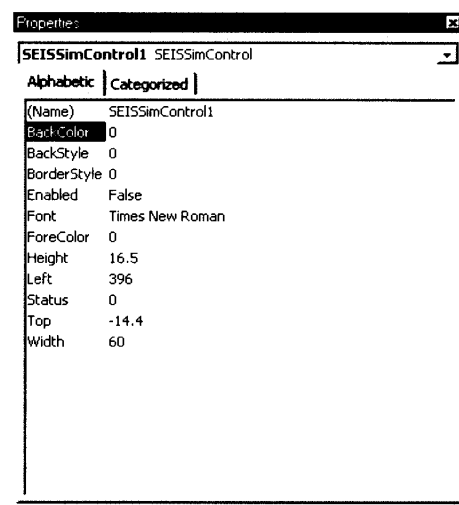 Properties
SEISSimControl1 SEISSimControl
Alphabetic Categorized
(Name) SEISSimControl1
BackColor 0
BackStyle 0
BorderStyle 0
Enabled False
Font Times New Roman
ForeColor 0
Height 16.5
Left 396
Status 0
Top -14.4
Width 60